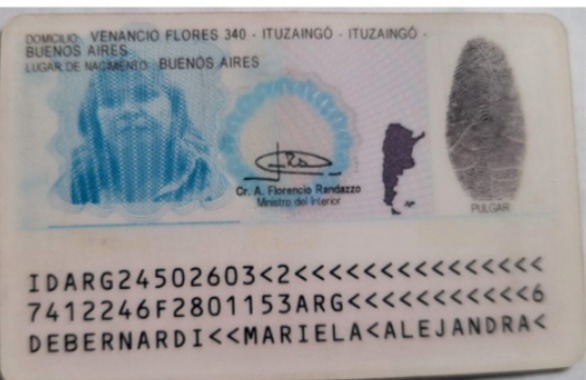 DOMICILIO: VENANCIO FLORES 340 - ITUZAINGÓ - ITUZAINGÓ -
BUENOS AIRES
LUGAR DE NACIMIENTO: BUENOS AIRES
Cr. A. Florencio Randazzo
Ministro del Interior
PULGAR
IDARG24502603<2<<<<<<<<<<<<<<<
7412246F2801153ARG<<<<<<<<<<<6
DEBERNARDI<<MARIELA<ALEJANDRA<